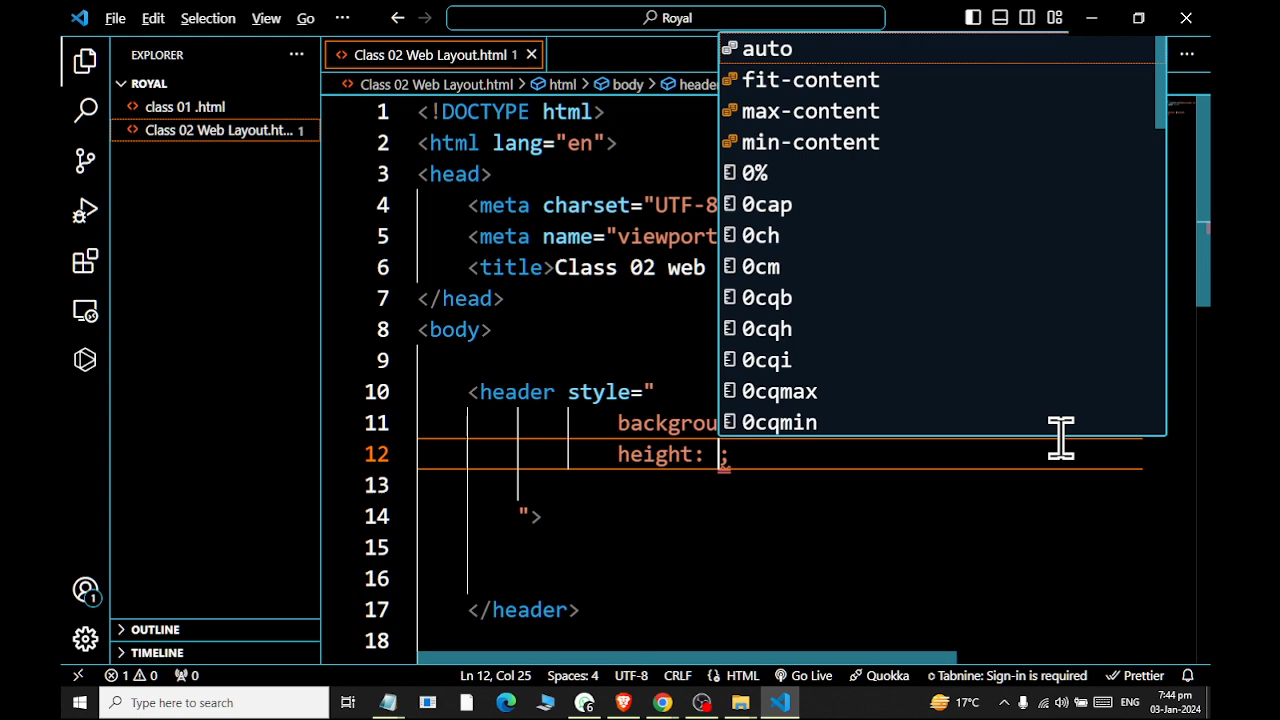 File Edit Selection View Go ··· Royal
EXPLORER ···
ROYAL
class 01 .html
Class 02 Web Layout.ht... 1
OUTLINE
TIMELINE
Class 02 Web Layout.html 1
Class 02 Web Layout.html > html > body > header
1 <!DOCTYPE html>
2 <html lang="en">
3 <head>
4 <meta charset="UTF-8
5 <meta name="viewport
6 <title>Class 02 web
7 </head>
8 <body>
9
10 <header style="
11 backgrou
12 height: ;
13
14 ">
15
16
17 </header>
18
auto
fit-content
max-content
min-content
0%
0cap
0ch
0cm
0cqb
0cqh
0cqi
0cqmax
0cqmin
1
1 0 0 Ln 12, Col 25 Spaces: 4 UTF-8 CRLF HTML Go Live Quokka Tabnine: Sign-in is required Prettier
Type here to search 17°C ENG 7:44 pm
03-Jan-2024